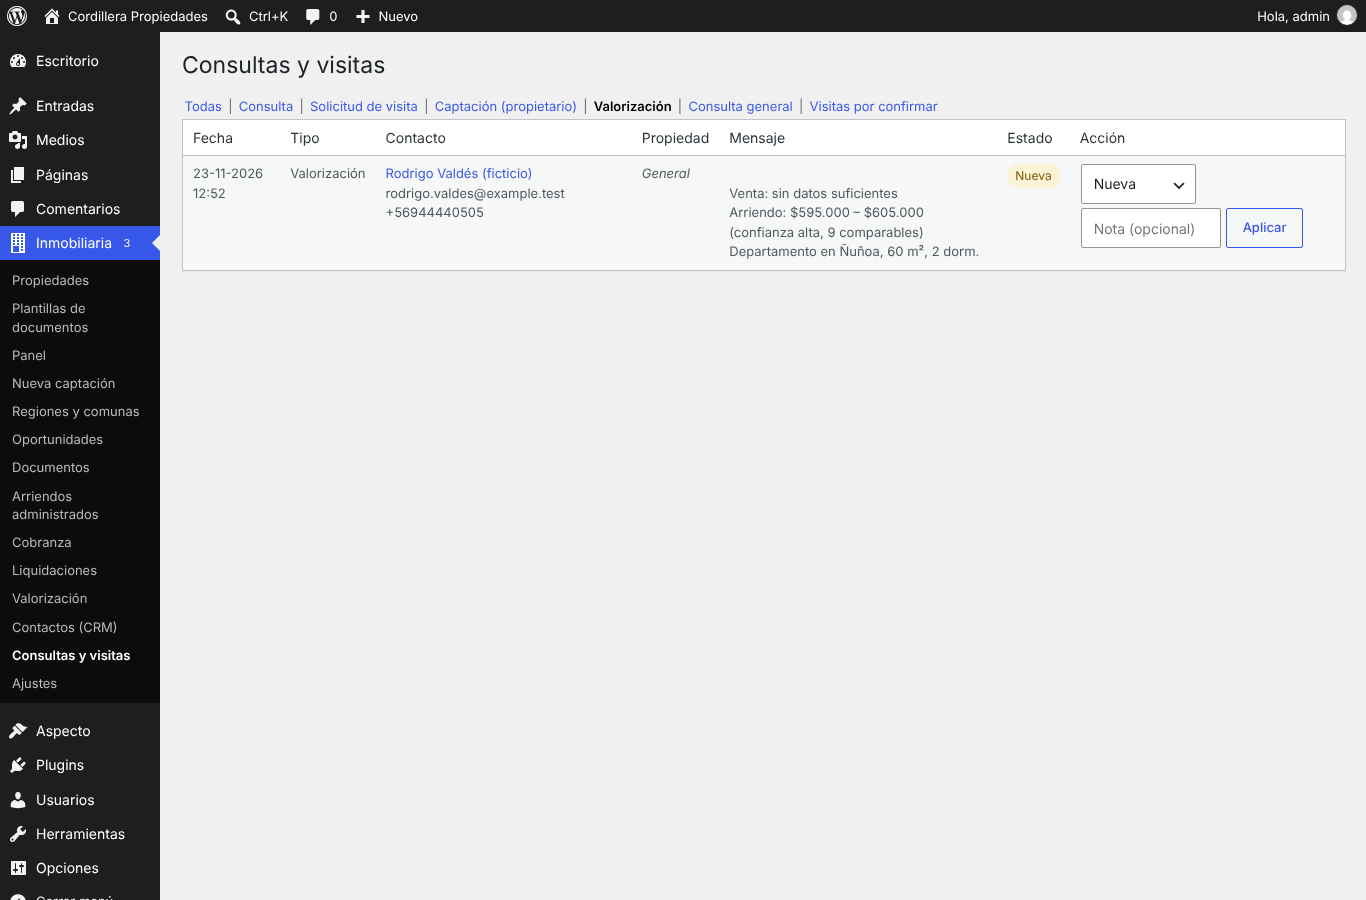 Cordillera Propiedades
Ctrl+K
0
Nuevo
Hola, admin
Escritorio
Entradas
Medios
Páginas
Comentarios
Inmobiliaria 3
Propiedades
Plantillas de
documentos
Panel
Nueva captación
Regiones y comunas
Oportunidades
Documentos
Arriendos
administrados
Cobranza
Liquidaciones
Valorización
Contactos (CRM)
Consultas y visitas
Ajustes
Aspecto
Plugins
Usuarios
Herramientas
Opciones
Cerrar menú
Consultas y visitas
Todas | Consulta | Solicitud de visita | Captación (propietario) | Valorización | Consulta general | Visitas por confirmar
Fecha Tipo Contacto Propiedad Mensaje Estado Acción
23-11-2026
12:52
Valorización
Rodrigo Valdés (ficticio)
rodrigo.valdes@example.test
+56944440505
General
Venta: sin datos suficientes
Arriendo: $595.000 – $605.000
(confianza alta, 9 comparables)
Departamento en Ñuñoa, 60 m², 2 dorm.
Nueva
Nueva
Nota (opcional)
Aplicar